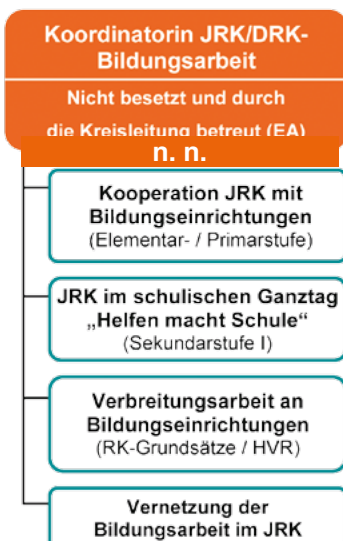 Koordinatorin JRK/DRK-
Bildungsarbeit
Nicht besetzt und durch
die Kreisleitung betreut (EA)
n. n.
Kooperation JRK mit
Bildungseinrichtungen
(Elementar- / Primarstufe)
JRK im schulischen Ganztag
„Helfen macht Schule“
(Sekundarstufe I)
Verbreitungsarbeit an
Bildungseinrichtungen
(RK-Grundsätze / HVR)
Vernetzung der
Bildungsarbeit im JRK